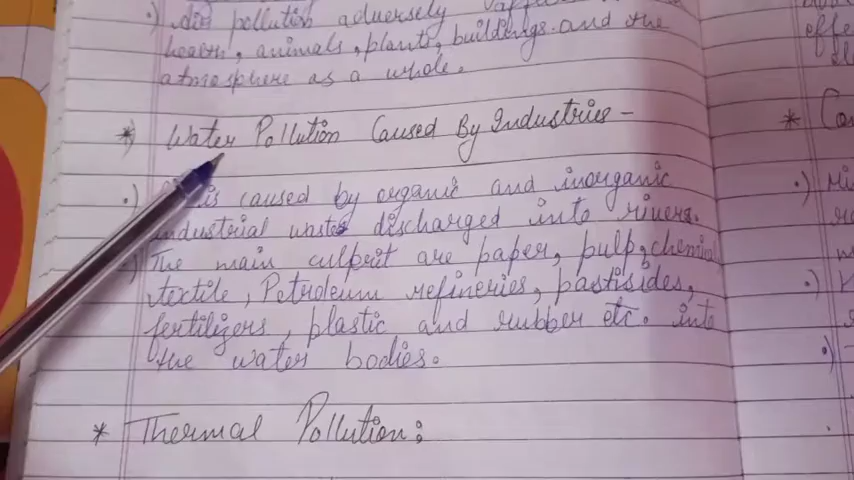 •) Air pollution adversely
health, animals, plants, buildings and the
atmosphere as a whole.
* Water Pollution Caused By Industries -
•) is caused by organic and inorganic
industrial wastes discharged into rivers.
•) The main culprit are paper, pulp, chemical
textile, Petroleum refineries, pastisides,
fertilizers, plastic and rubber etc. into
the water bodies.
* Thermal Pollution:
effe
*
•)
•)
•)